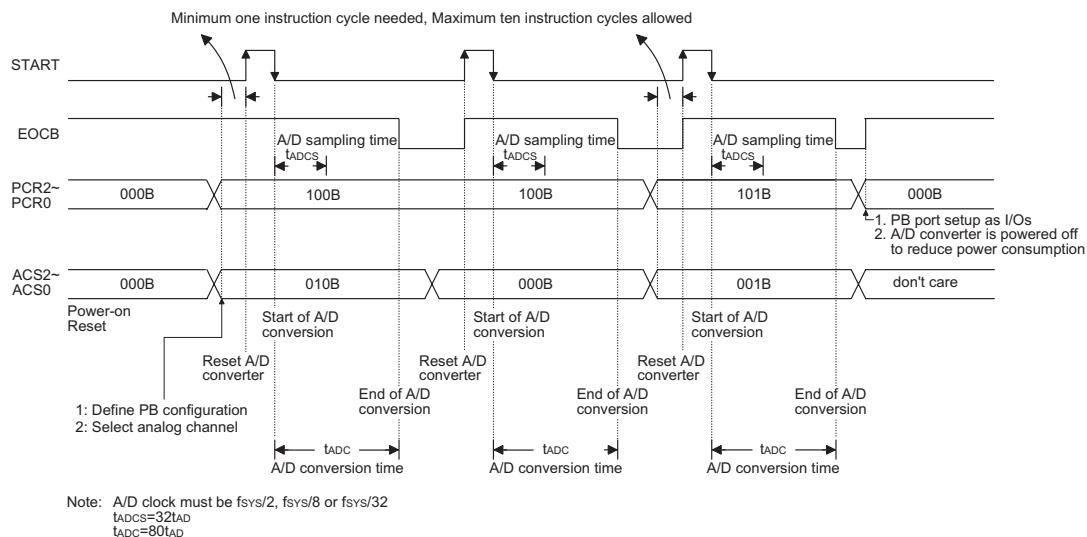 Minimum one instruction cycle needed, Maximum ten instruction cycles allowed
START
EOCB
A/D sampling time
tADCS
A/D sampling time
tADCS
A/D sampling time
tADCS
PCR2~
PCR0
000B
100B
100B
101B
000B
1. PB port setup as I/Os
2. A/D converter is powered off
to reduce power consumption
ACS2~
ACS0
000B
010B
000B
001B
don't care
Power-on
Reset
Start of A/D
conversion
Start of A/D
conversion
Start of A/D
conversion
Reset A/D
converter
Reset A/D
converter
Reset A/D
converter
1: Define PB configuration
2: Select analog channel
End of A/D
conversion
End of A/D
conversion
End of A/D
conversion
tADC
A/D conversion time
tADC
A/D conversion time
tADC
A/D conversion time
Note: A/D clock must be fSYS/2, fSYS/8 or fSYS/32
tADCS=32tAD
tADC=80tAD